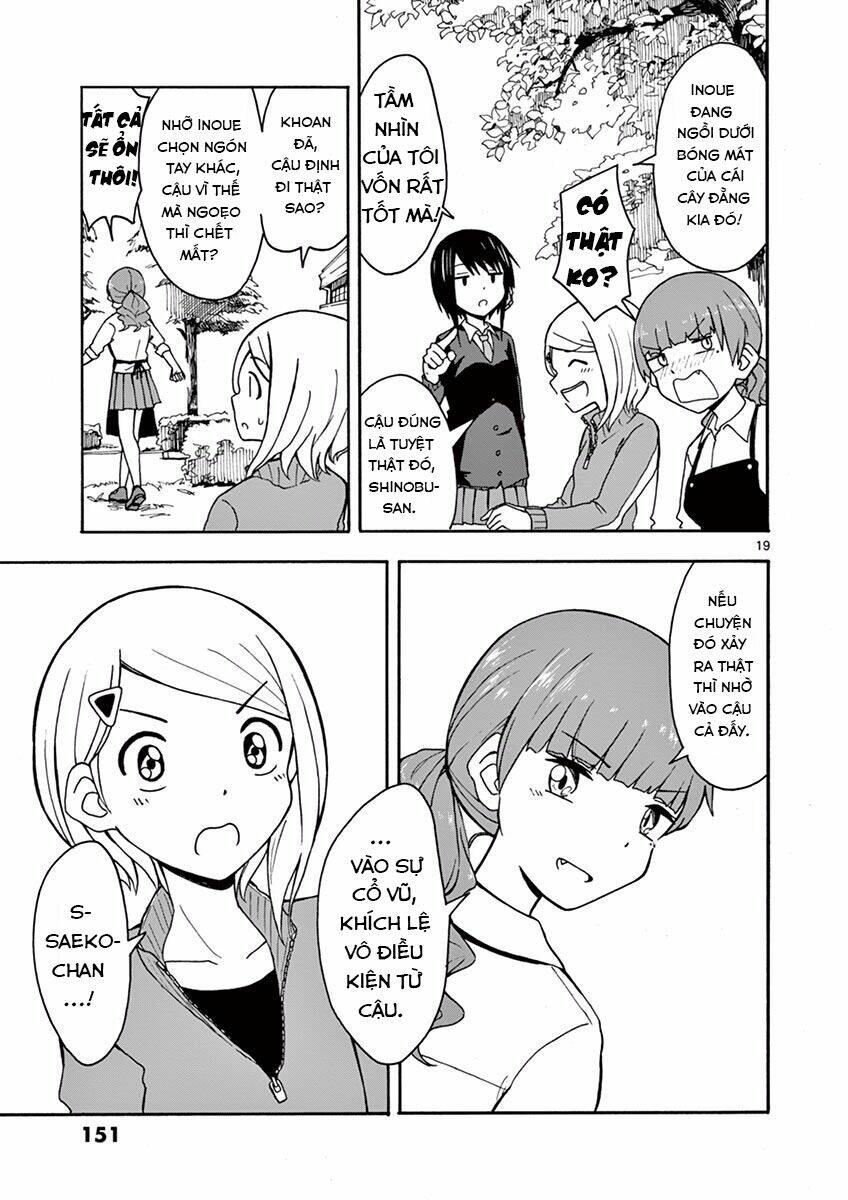 INOUE
ĐANG
NGỒI DƯỚI
BÓNG MÁT
CỦA CÁI
CÂY ĐẰNG
KIA ĐÓ!
CÓ
THẬT
KO?
TẦM
NHÌN
CỦA TÔI
VỐN RẤT
TỐT MÀ!
CẬU ĐÚNG
LÀ TUYỆT
THẬT ĐÓ,
SHINOBU-
SAN.
KHOAN
ĐÃ,
CẬU ĐỊNH
ĐI THẬT
SAO?
NHỠ INOUE
CHỌN NGÓN
TAY KHÁC,
CẬU VÌ THẾ
MÀ NGOẺO
THÌ CHẾT
MẤT?
TẤT CẢ
SẼ ỔN
THÔI!
19
NẾU
CHUYỆN
ĐÓ XẢY
RA THẬT
THÌ NHỜ
VÀO CẬU
CẢ ĐẤY.
...
VÀO SỰ
CỔ VŨ,
KHÍCH LỆ
VÔ ĐIỀU
KIỆN TỪ
CẬU.
S-
SAEKO-
CHAN
...!
151